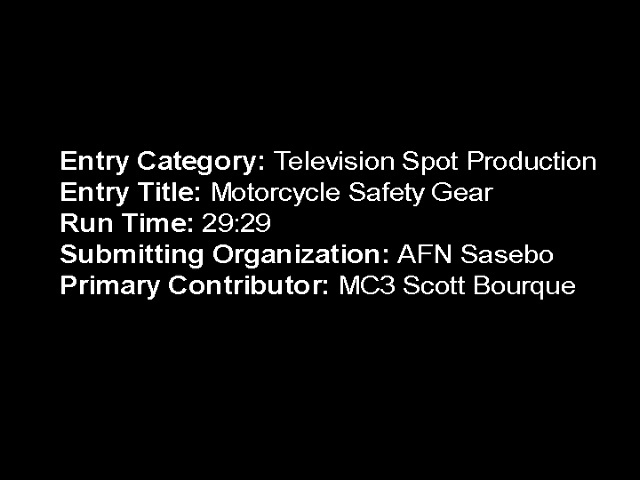 Entry Category: Television Spot Production
Entry Title: Motorcycle Safety Gear
Run Time: 29:29
Submitting Organization: AFN Sasebo
Primary Contributor: MC3 Scott Bourque